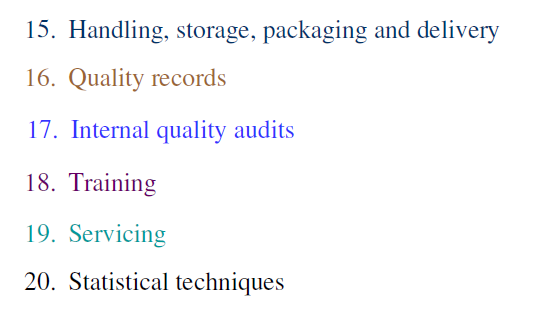 15. Handling, storage, packaging and delivery
16. Quality records
17. Internal quality audits
18. Training
19. Servicing
20. Statistical techniques